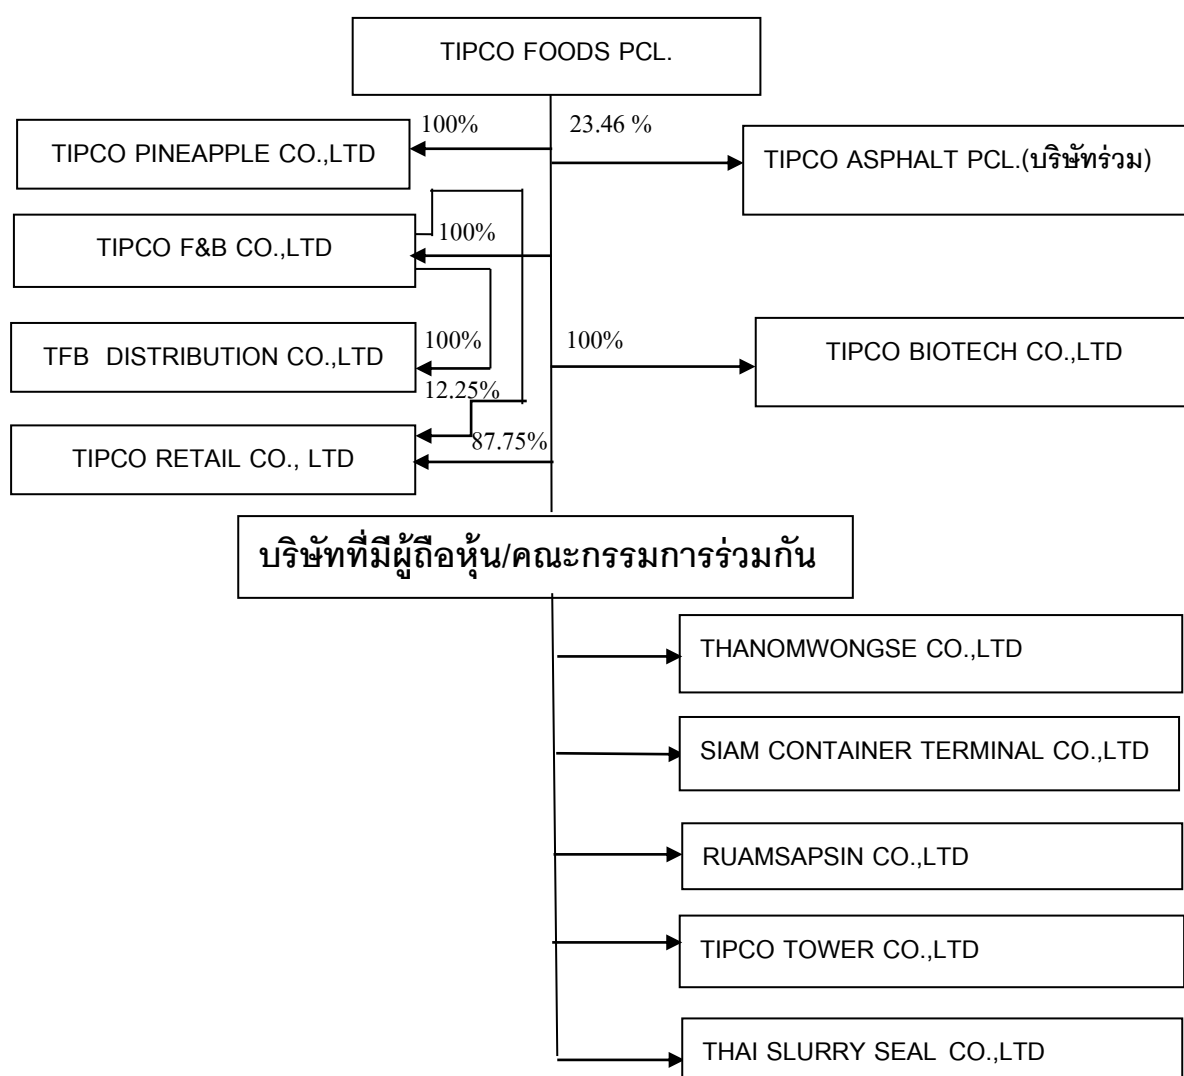 TIPCO FOODS PCL.
100%
23.46 %
TIPCO PINEAPPLE CO.,LTD
TIPCO ASPHALT PCL.(บริษัทร่วม)
TIPCO F&B CO.,LTD
100%
TFB DISTRIBUTION CO.,LTD
100%
100%
TIPCO BIOTECH CO.,LTD
12.25%
TIPCO RETAIL CO., LTD
87.75%
บริษัทที่มีผู้ถือหุ้น/คณะกรรมการร่วมกัน
THANOMWONGSE CO.,LTD
SIAM CONTAINER TERMINAL CO.,LTD
RUAMSAPSIN CO.,LTD
TIPCO TOWER CO.,LTD
THAI SLURRY SEAL CO.,LTD